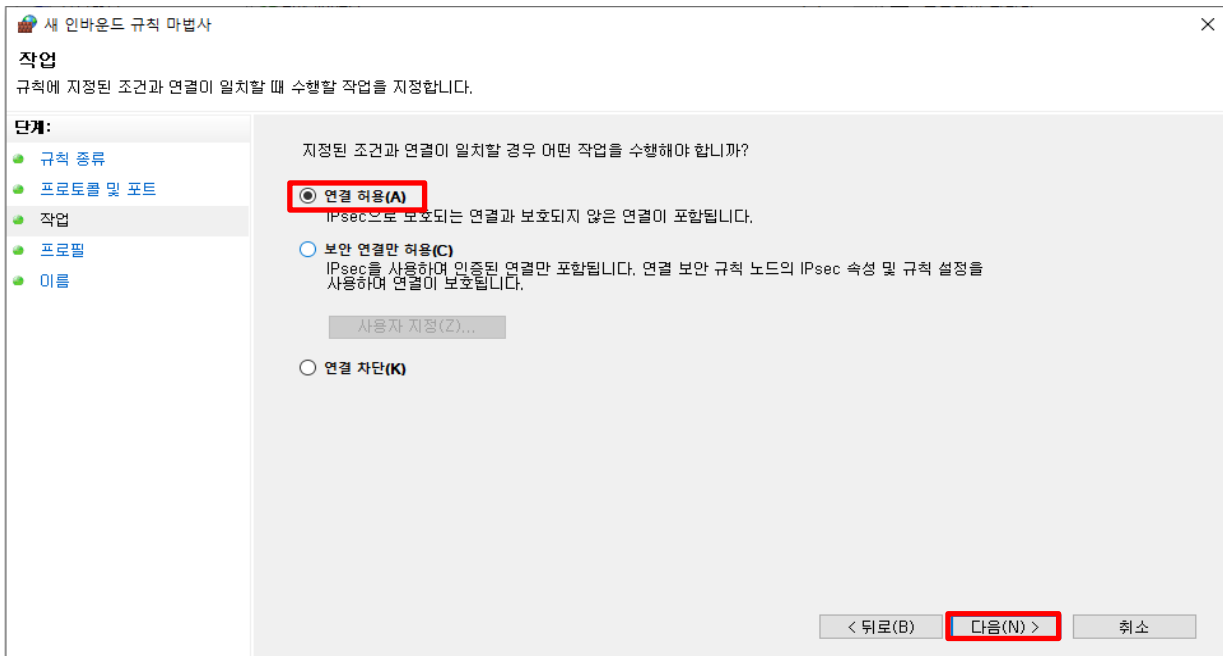 새 인바운드 규칙 마법사
작업
규칙에 지정된 조건과 연결이 일치할 때 수행할 작업을 지정합니다.
단계:
규칙 종류
프로토콜 및 포트
작업
프로필
이름
지정된 조건과 연결이 일치할 경우 어떤 작업을 수행해야 합니까?
연결 허용(A)
IPsec으로 보호되는 연결과 보호되지 않은 연결이 포함됩니다.
보안 연결만 허용(C)
IPsec을 사용하여 인증된 연결만 포함됩니다. 연결 보안 규칙 노드의 IPsec 속성 및 규칙 설정을
사용하여 연결이 보호됩니다.
사용자 지정(Z)...
연결 차단(K)
< 뒤로(B)
다음(N) >
취소